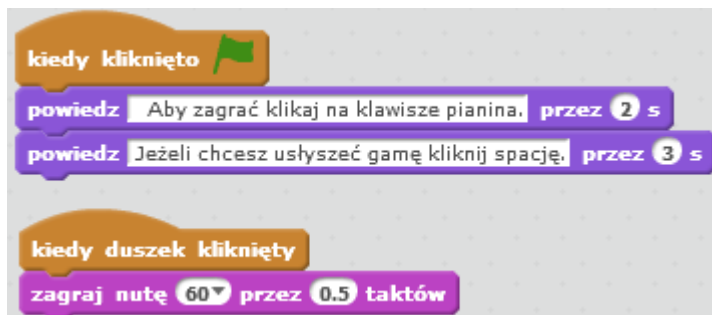 kiedy kliknięto
powiedz Aby zagrać klikaj na klawisze pianina. przez 2 s
powiedz Jeżeli chcesz usłyszeć gamę kliknij spację. przez 3 s
kiedy duszek kliknięty
zagraj nutę 60 przez 0.5 taktów